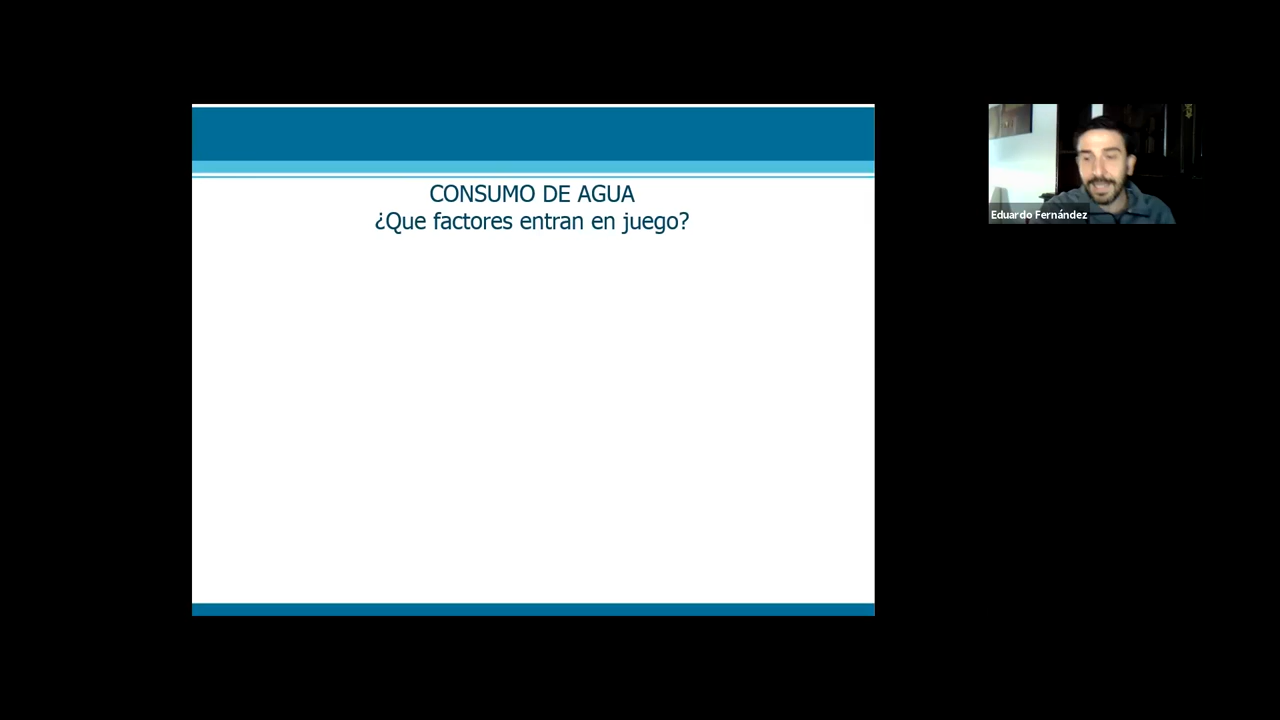 CONSUMO DE AGUA
¿Que factores entran en juego?
Eduardo Fernández